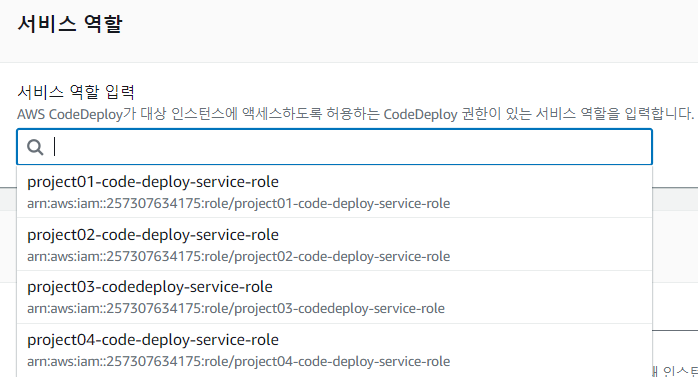 서비스 역할
서비스 역할 입력
AWS CodeDeploy가 대상 인스턴스에 액세스하도록 허용하는 CodeDeploy 권한이 있는 서비스 역할을 입력합니다.
project01-code-deploy-service-role
arn:aws:iam::257307634175:role/project01-code-deploy-service-role
project02-code-deploy-service-role
arn:aws:iam::257307634175:role/project02-code-deploy-service-role
project03-codedeploy-service-role
arn:aws:iam::257307634175:role/project03-codedeploy-service-role
project04-code-deploy-service-role
arn:aws:iam::257307634175:role/project04-code-deploy-service-role